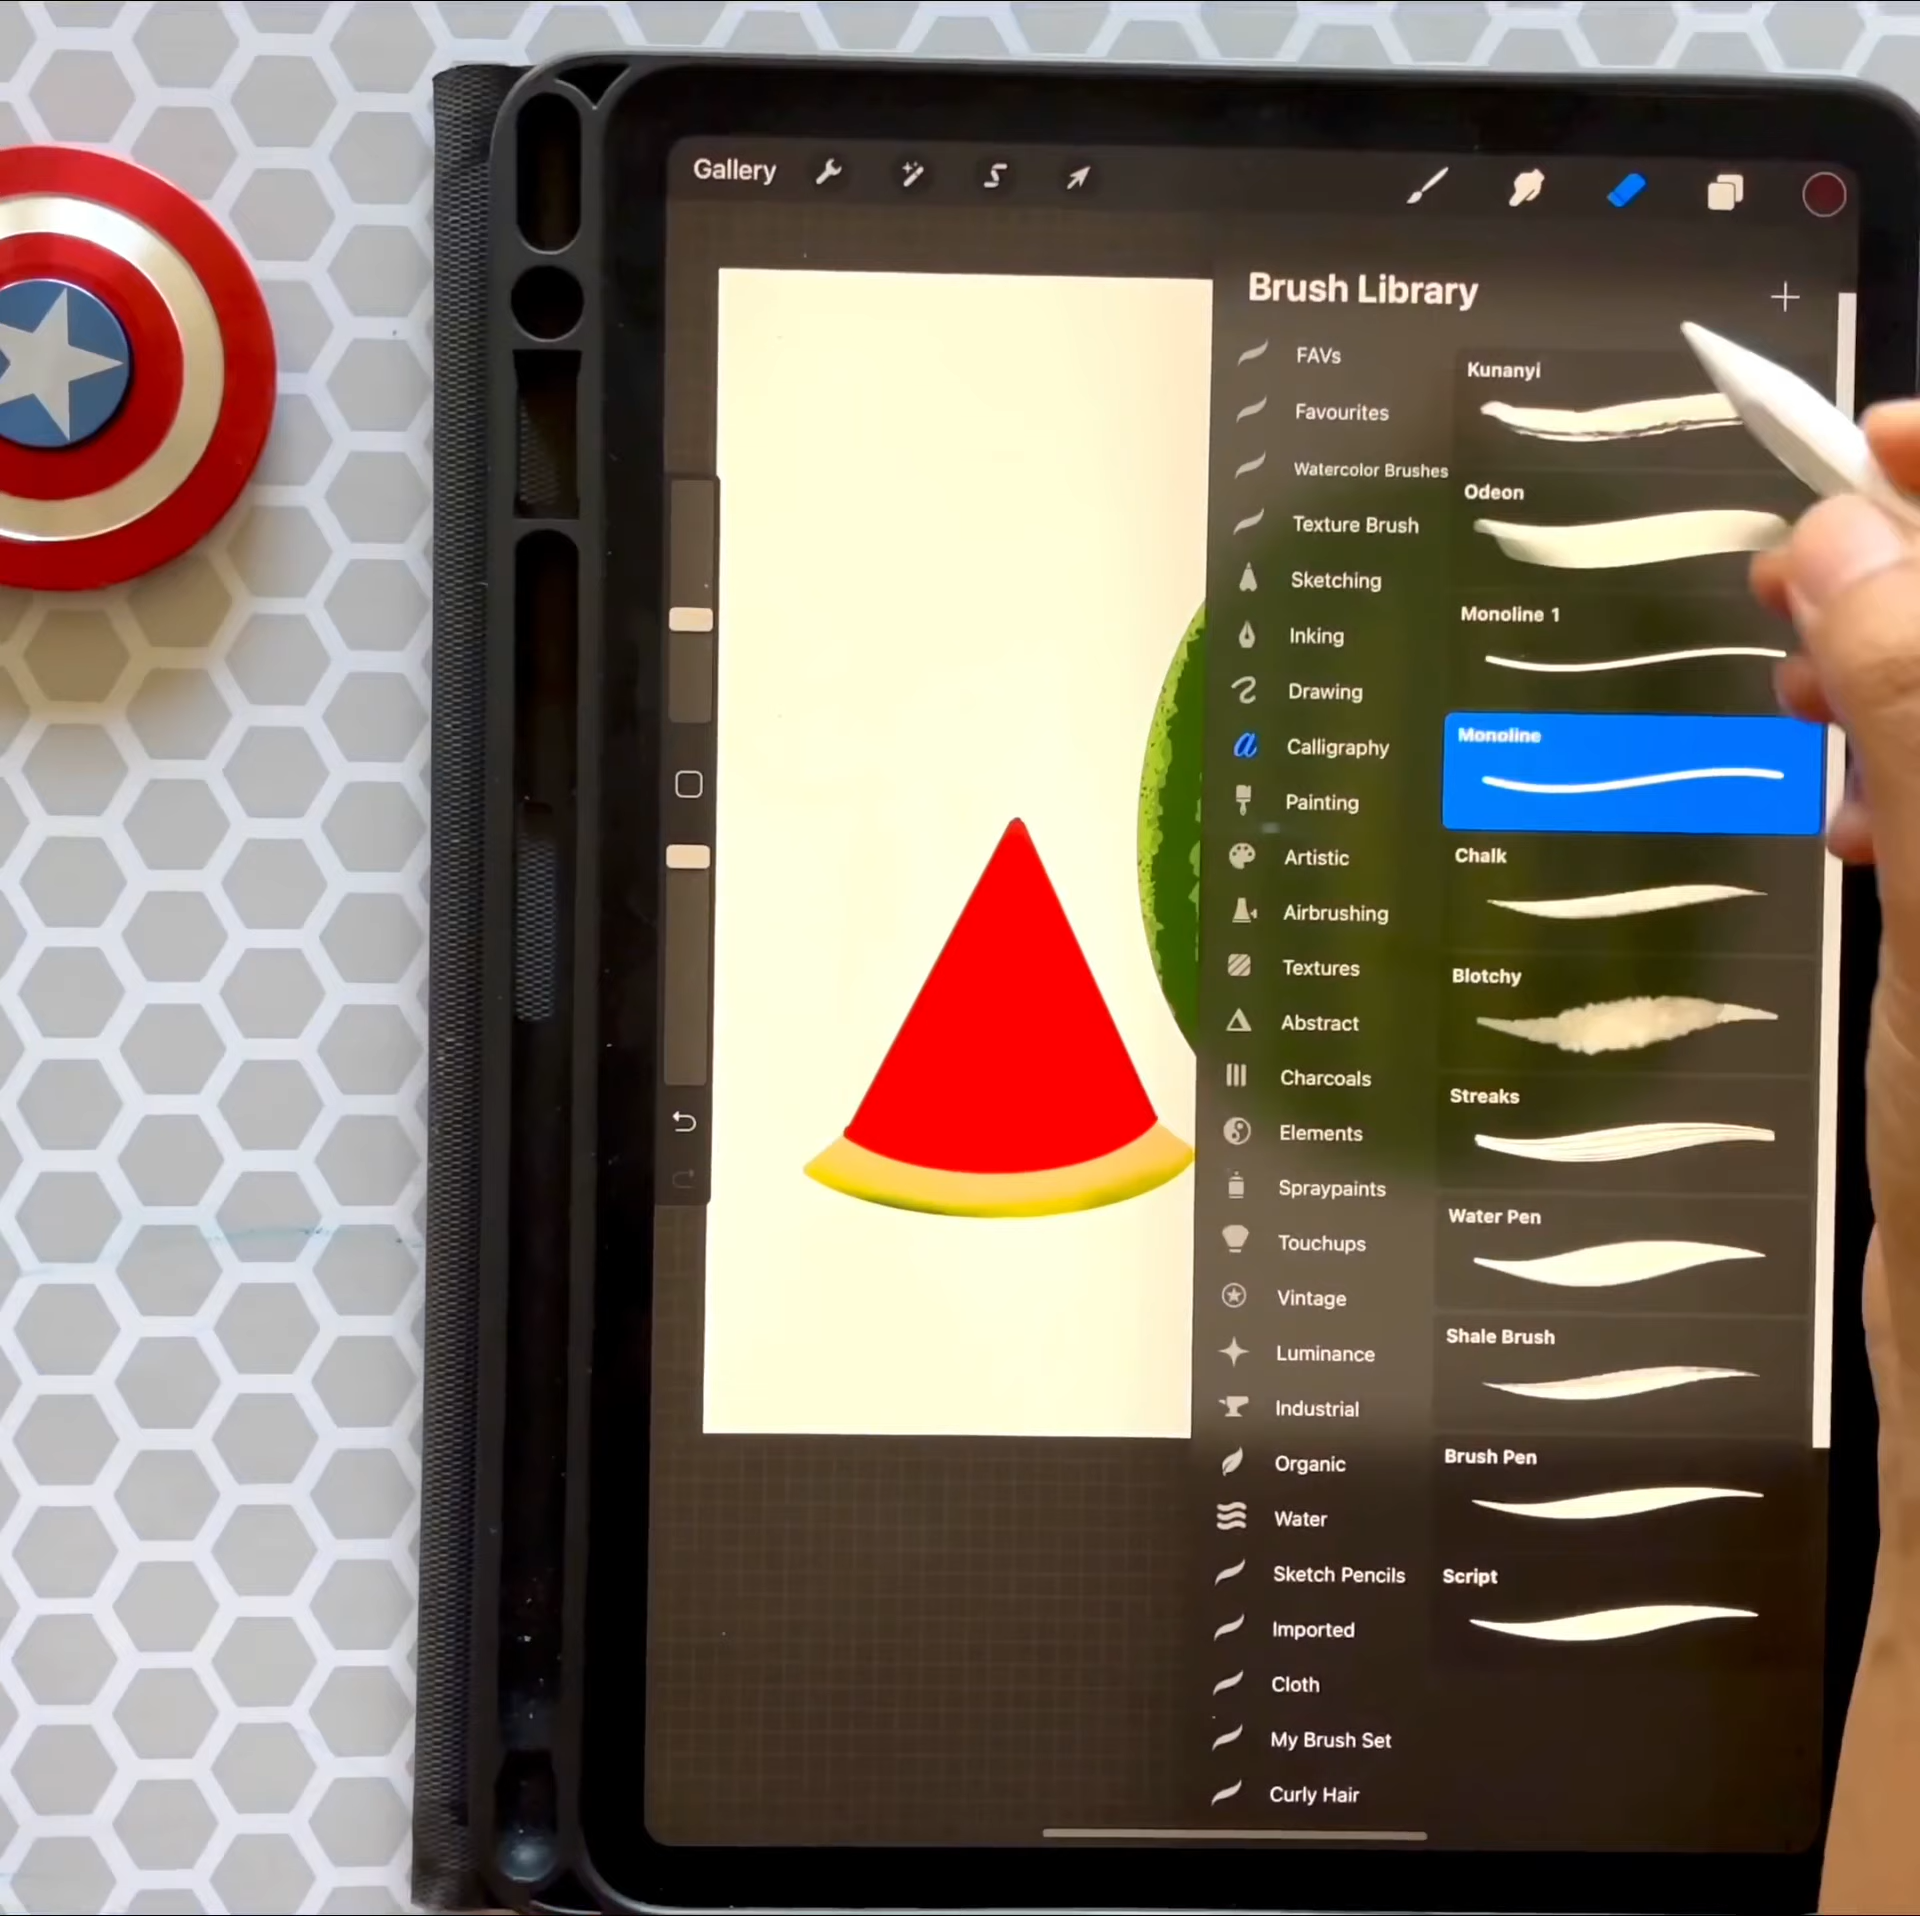 Gallery
Brush Library
FAVs
Favourites
Watercolor Brushes
Texture Brush
Sketching
Inking
Drawing
Calligraphy
Painting
Artistic
Airbrushing
Textures
Abstract
Charcoals
Elements
Spraypaints
Touchups
Vintage
Luminance
Industrial
Organic
Water
Sketch Pencils
Imported
Cloth
My Brush Set
Curly Hair
Kunanyi
Odeon
Monoline 1
Monoline
Chalk
Blotchy
Streaks
Water Pen
Shale Brush
Brush Pen
Script